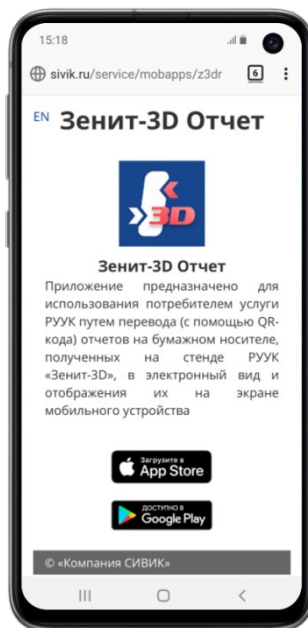 15:18
sivik.ru/service/mobapps/z3dr
6
EN
Зенит-3D Отчет
3D
Зенит-3D Отчет
Приложение предназначено для
использования потребителем услуги
РУУК путем перевода (с помощью QR-
кода) отчетов на бумажном носителе,
полученных на стенде РУУК
«Зенит-3D», в электронный вид и
отображения их на экране
мобильного устройства
Загрузите в
App Store
ДОСТУПНО В
Google Play
© «Компания СИВИК»